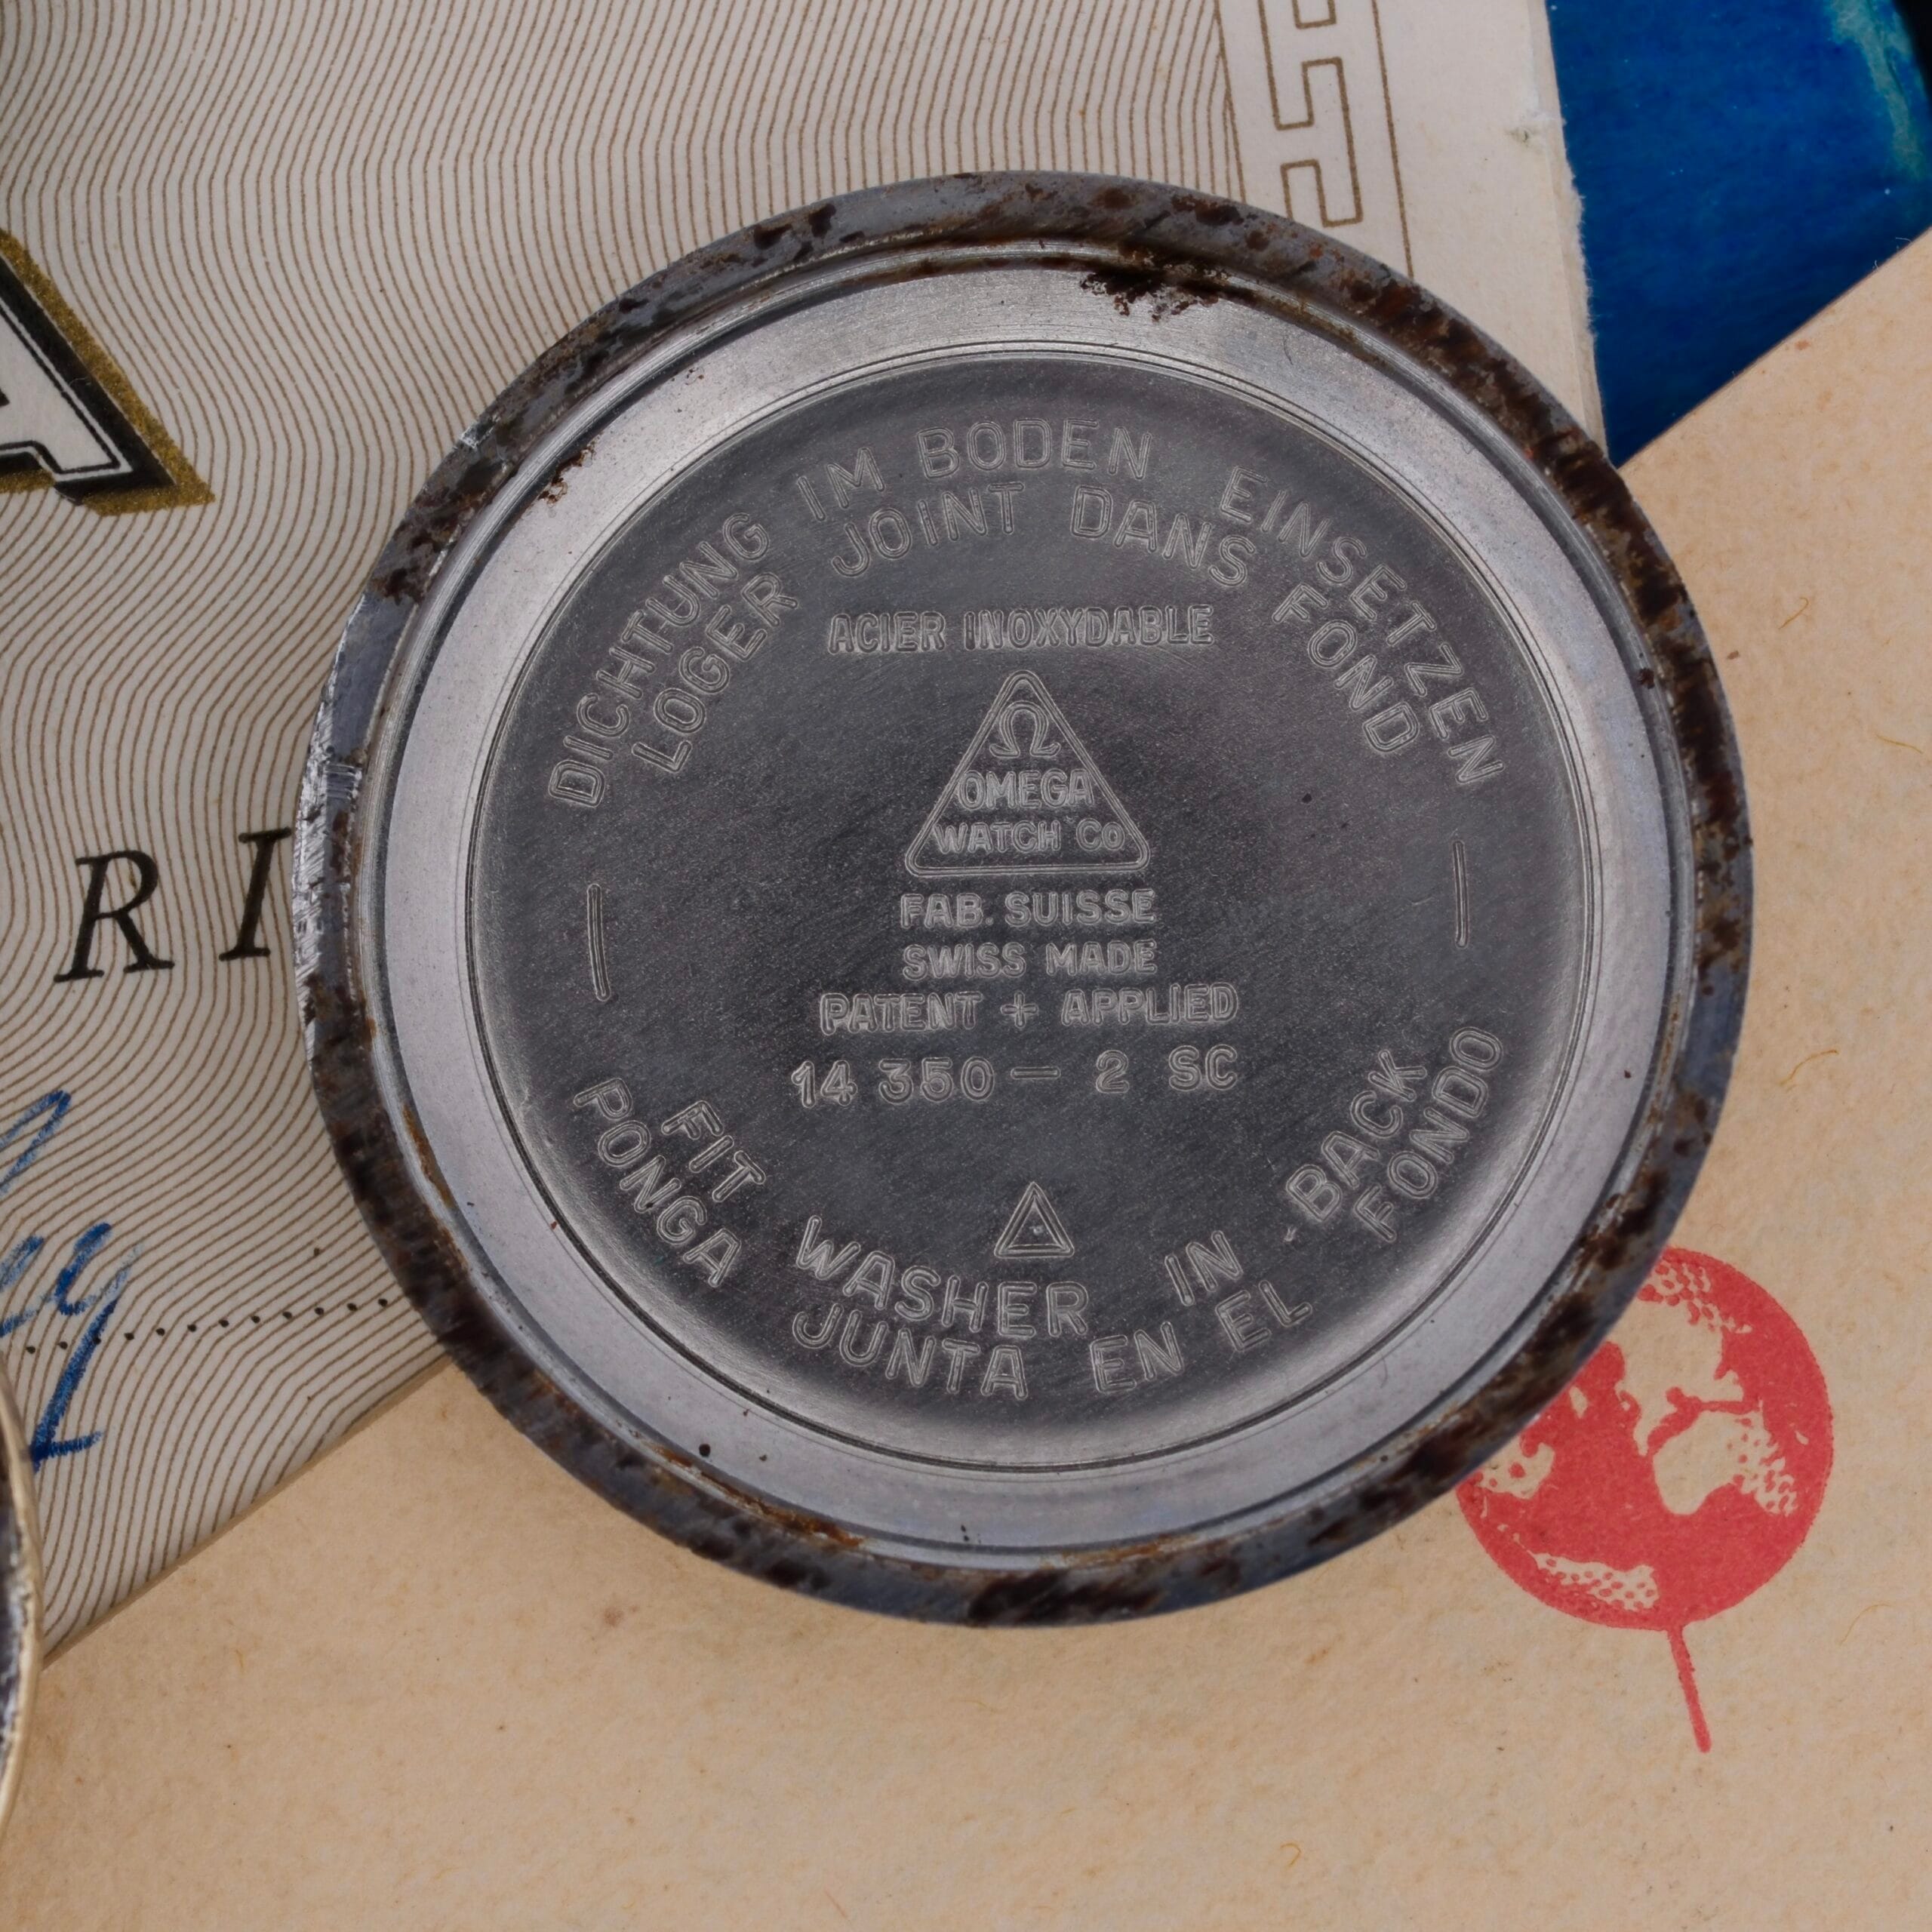 DICHTUNG IM BODEN EINSETZEN
LOGER JOINT DANS FOND
ACIER INOXYDABLE
Ω
OMEGA
WATCH Co
FAB. SUISSE
SWISS MADE
PATENT + APPLIED
14 350 - 2 SC
FIT WASHER IN BACK
PONGA JUNTA EN EL FONDO
A
RI